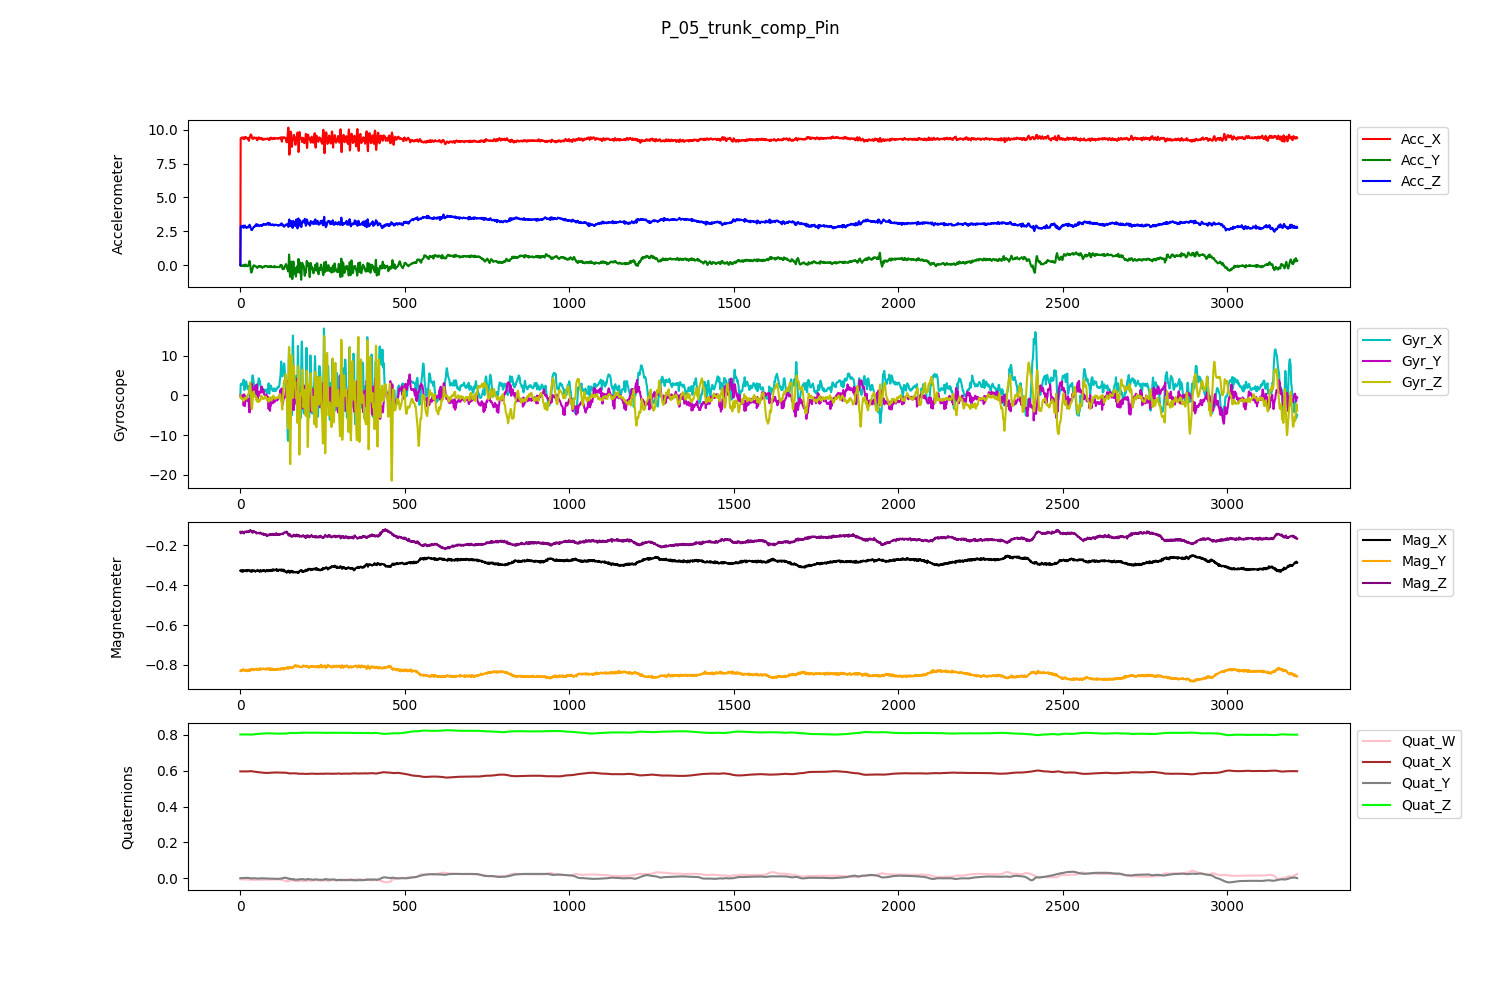 P_05_trunk_comp_Pin
Accelerometer
10.0
7.5
5.0
2.5
0.0
0 500 1000 1500 2000 2500 3000
Acc_X
Acc_Y
Acc_Z
Gyroscope
10
0
−10
−20
0 500 1000 1500 2000 2500 3000
Gyr_X
Gyr_Y
Gyr_Z
Magnetometer
−0.2
−0.4
−0.6
−0.8
0 500 1000 1500 2000 2500 3000
Mag_X
Mag_Y
Mag_Z
Quaternions
0.8
0.6
0.4
0.2
0.0
0 500 1000 1500 2000 2500 3000
Quat_W
Quat_X
Quat_Y
Quat_Z